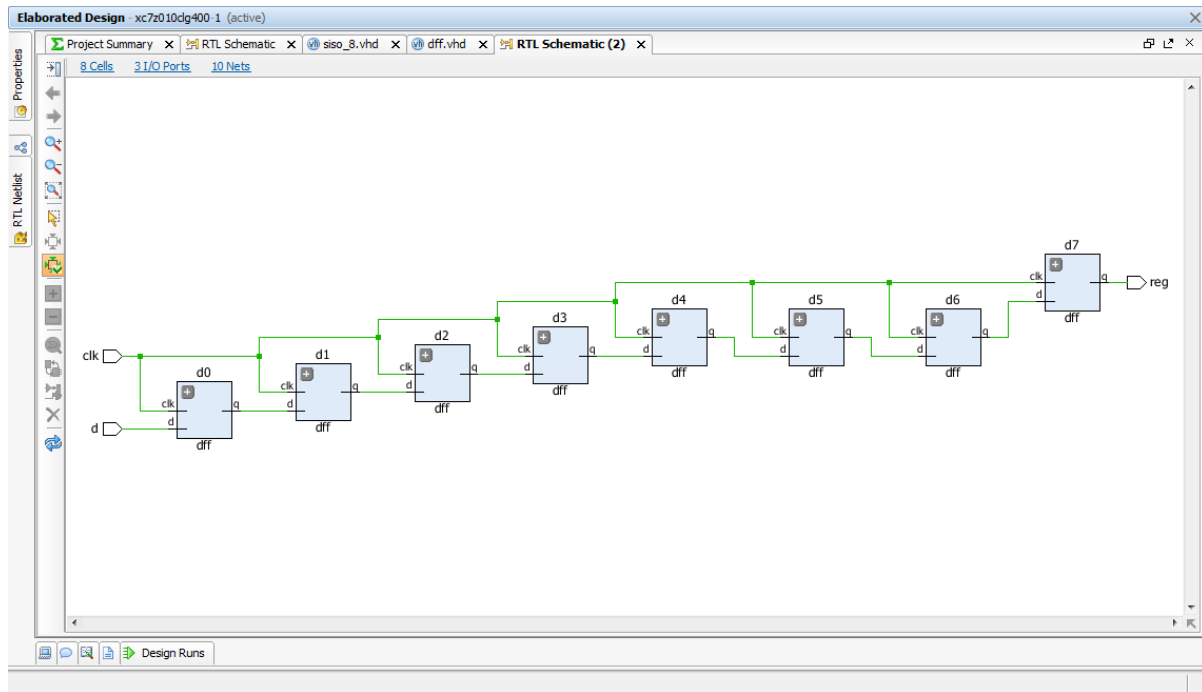 Elaborated Design - xc7z010clg400-1 (active)
Properties
RTL Netlist
Project Summary
RTL Schematic
siso_8.vhd
dff.vhd
RTL Schematic (2)
8 Cells 3 I/O Ports 10 Nets
clk
d
d0
clk
d
q
dff
d1
clk
d
q
dff
d2
clk
d
q
dff
d3
clk
d
q
dff
d4
clk
d
q
dff
d5
clk
d
q
dff
d6
clk
d
q
dff
d7
clk
d
q
dff
reg
Design Runs